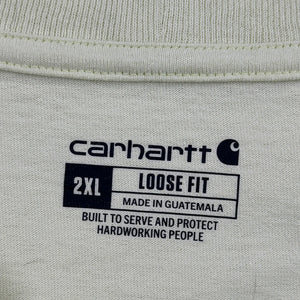 carhartt
2XL LOOSE FIT
MADE IN GUATEMALA
BUILT TO SERVE AND PROTECT
HARDWORKING PEOPLE